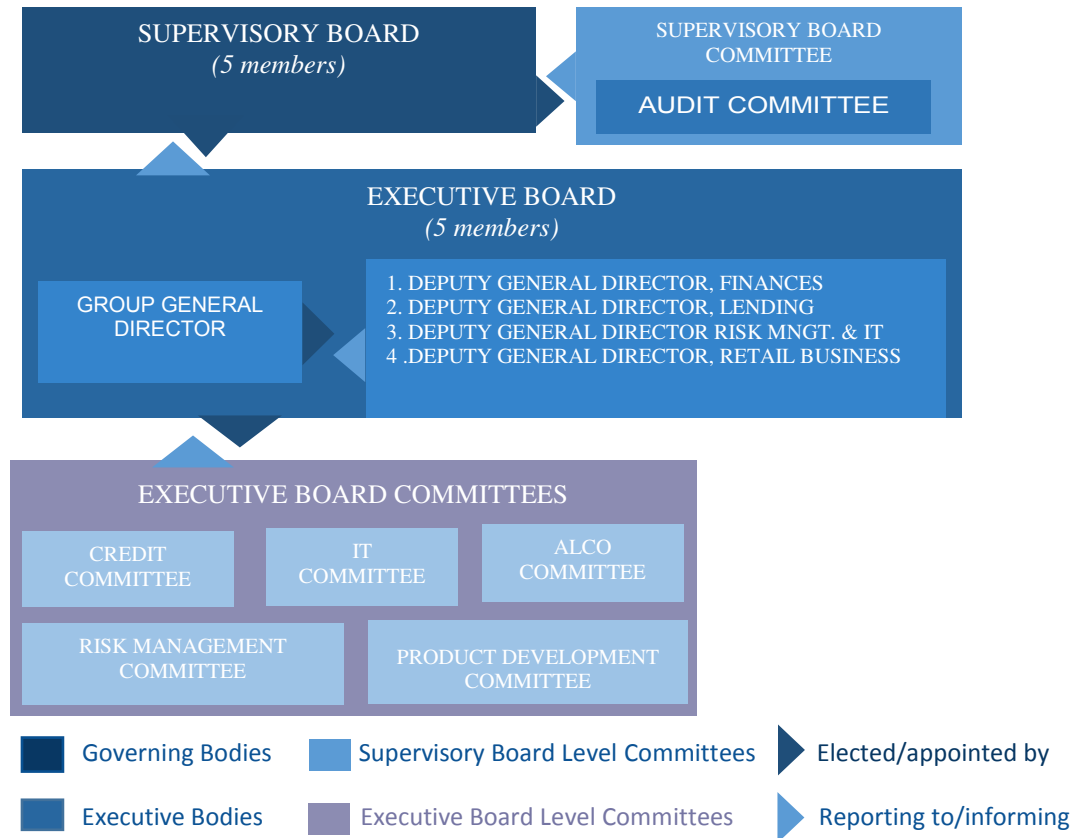 SUPERVISORY BOARD
(5 members)
SUPERVISORY BOARD
COMMITTEE
AUDIT COMMITTEE
EXECUTIVE BOARD
(5 members)
GROUP GENERAL
DIRECTOR
1. DEPUTY GENERAL DIRECTOR, FINANCES
2. DEPUTY GENERAL DIRECTOR, LENDING
3. DEPUTY GENERAL DIRECTOR RISK MNGT. & IT
4 .DEPUTY GENERAL DIRECTOR, RETAIL BUSINESS
EXECUTIVE BOARD COMMITTEES
CREDIT
COMMITTEE
IT
COMMITTEE
ALCO
COMMITTEE
RISK MANAGEMENT
COMMITTEE
PRODUCT DEVELOPMENT
COMMITTEE
Governing Bodies
Supervisory Board Level Committees
Elected/appointed by
Executive Bodies
Executive Board Level Committees
Reporting to/informing